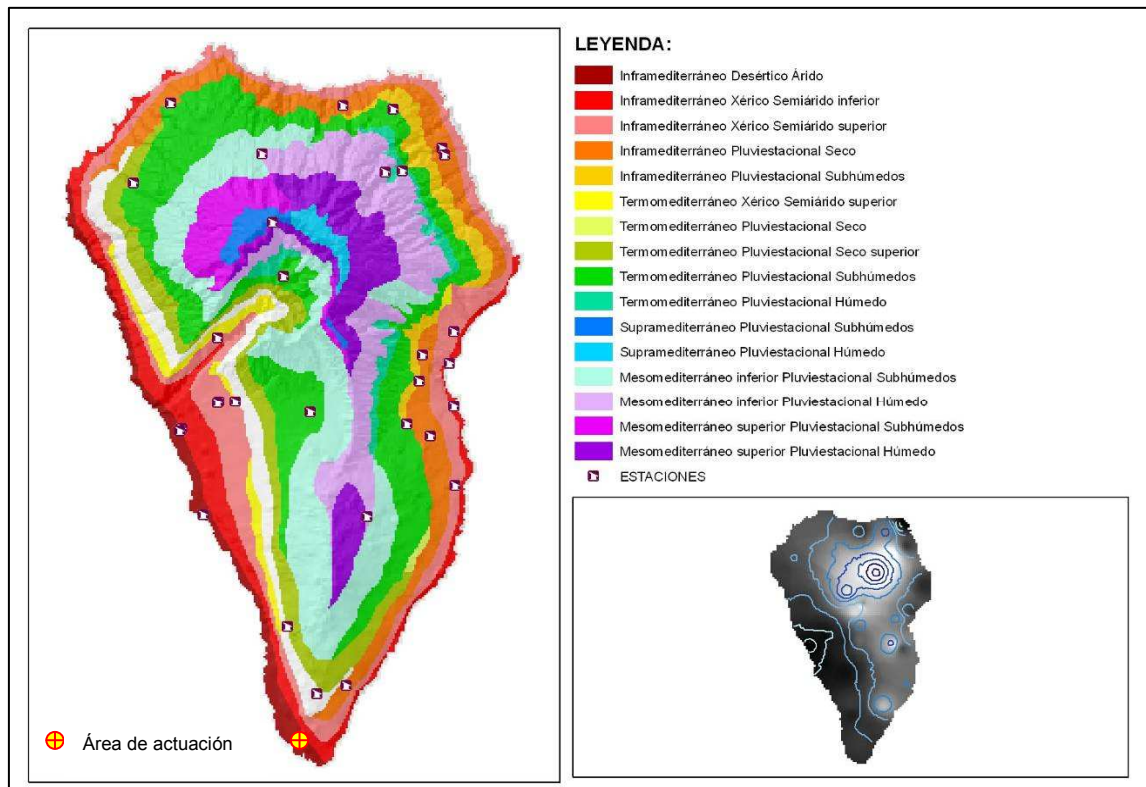 LEYENDA:
Inframediterráneo Desértico Árido
Inframediterráneo Xérico Semiárido inferior
Inframediterráneo Xérico Semiárido superior
Inframediterráneo Pluviestacional Seco
Inframediterráneo Pluviestacional Subhúmedos
Termomediterráneo Xérico Semiárido superior
Termomediterráneo Pluviestacional Seco
Termomediterráneo Pluviestacional Seco superior
Termomediterráneo Pluviestacional Subhúmedos
Termomediterráneo Pluviestacional Húmedo
Supramediterráneo Pluviestacional Subhúmedos
Supramediterráneo Pluviestacional Húmedo
Mesomediterráneo inferior Pluviestacional Subhúmedos
Mesomediterráneo inferior Pluviestacional Húmedo
Mesomediterráneo superior Pluviestacional Subhúmedos
Mesomediterráneo superior Pluviestacional Húmedo
ESTACIONES
Área de actuación